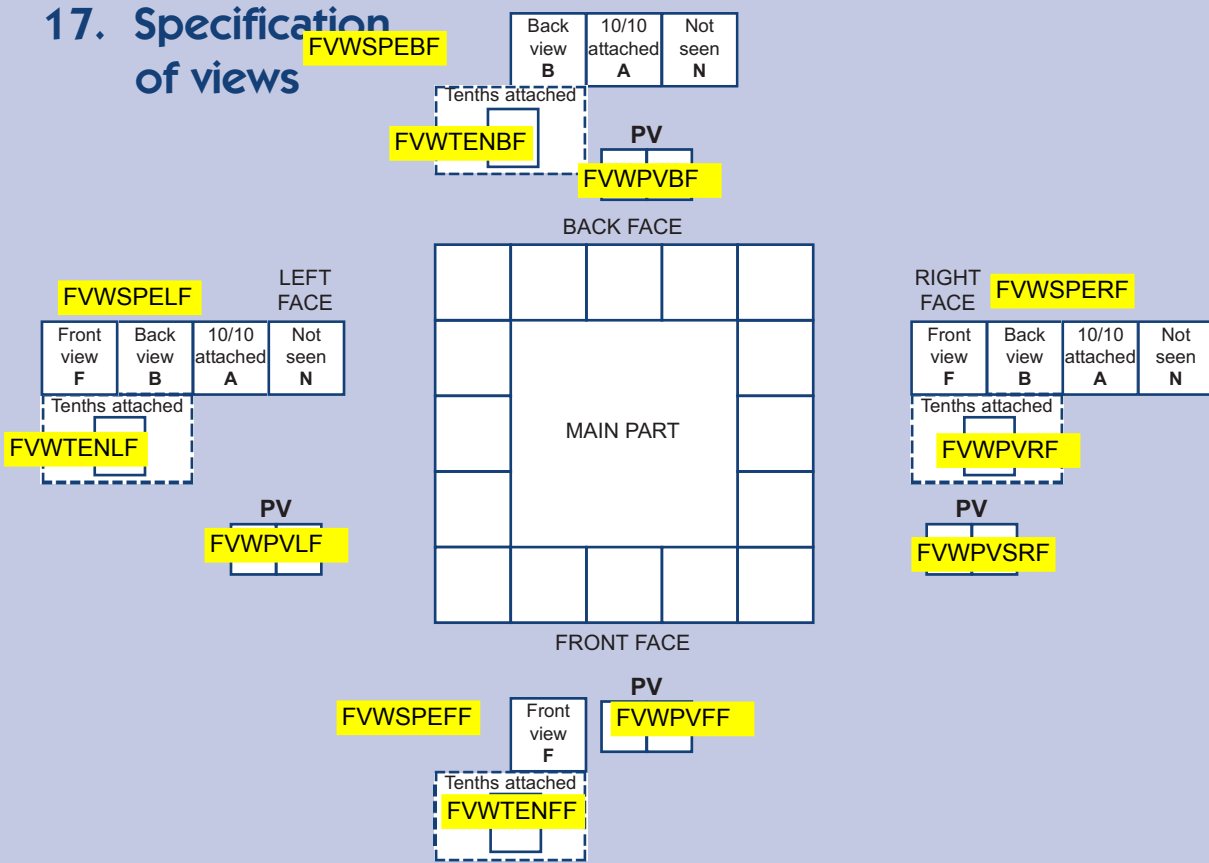 17. Specification
of views
FVWSPEBF
Back
view
B
10/10
attached
A
Not
seen
N
Tenths attached
FVWTENBF
PV
FVWPVBF
BACK FACE
FVWSPELF
LEFT
FACE
Front
view
F
Back
view
B
10/10
attached
A
Not
seen
N
Tenths attached
FVWTENLF
PV
FVWPVLF
MAIN PART
RIGHT
FACE
FVWSPERF
Front
view
F
Back
view
B
10/10
attached
A
Not
seen
N
Tenths attached
FVWPVRF
PV
FVWPVSRF
FRONT FACE
FVWSPEFF
Front
view
F
PV
FVWPVFF
Tenths attached
FVWTENFF